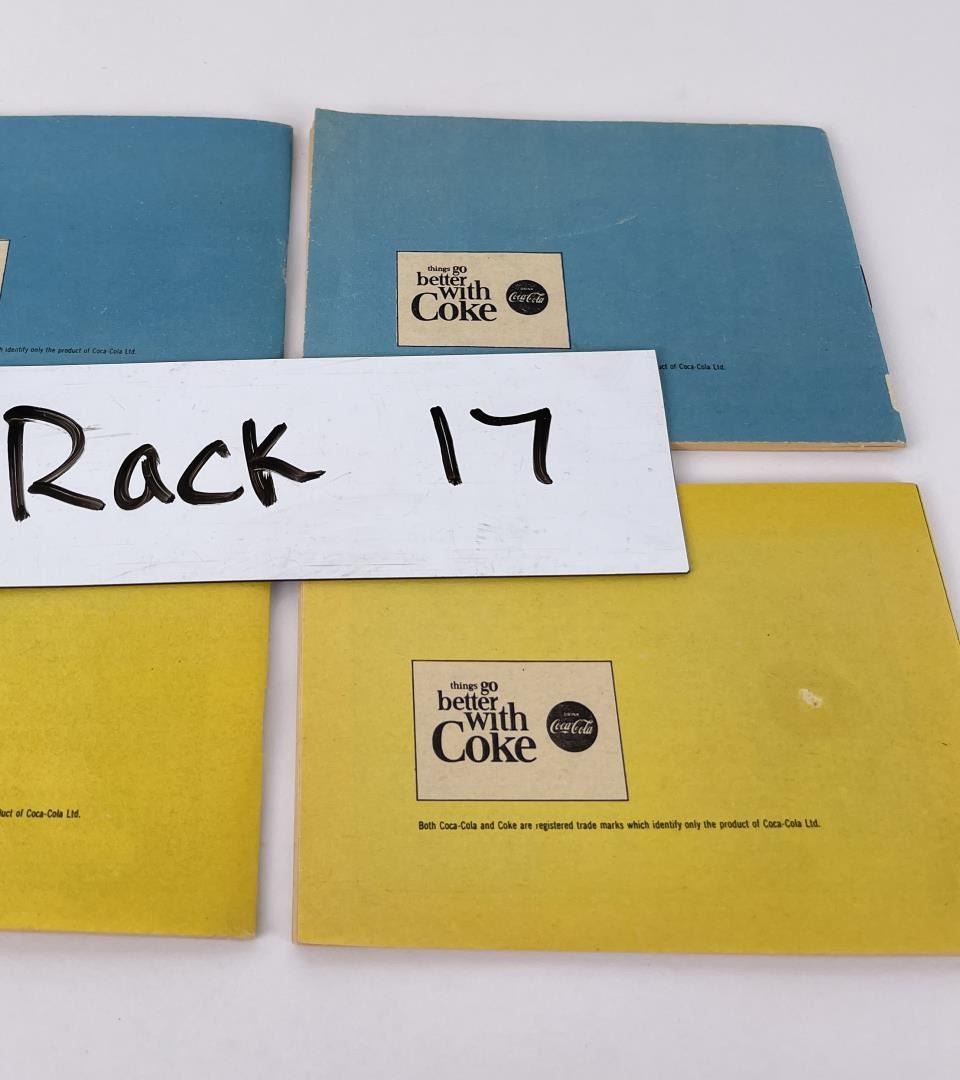 things go
better
with
Coke
DRINK
Coca-Cola
identify only the product of Coca-Cola Ltd.
of Coca-Cola Ltd.
Rack 17
things go
better
with
Coke
DRINK
Coca-Cola
of Coca-Cola Ltd.
Both Coca-Cola and Coke are registered trade marks which identify only the product of Coca-Cola Ltd.